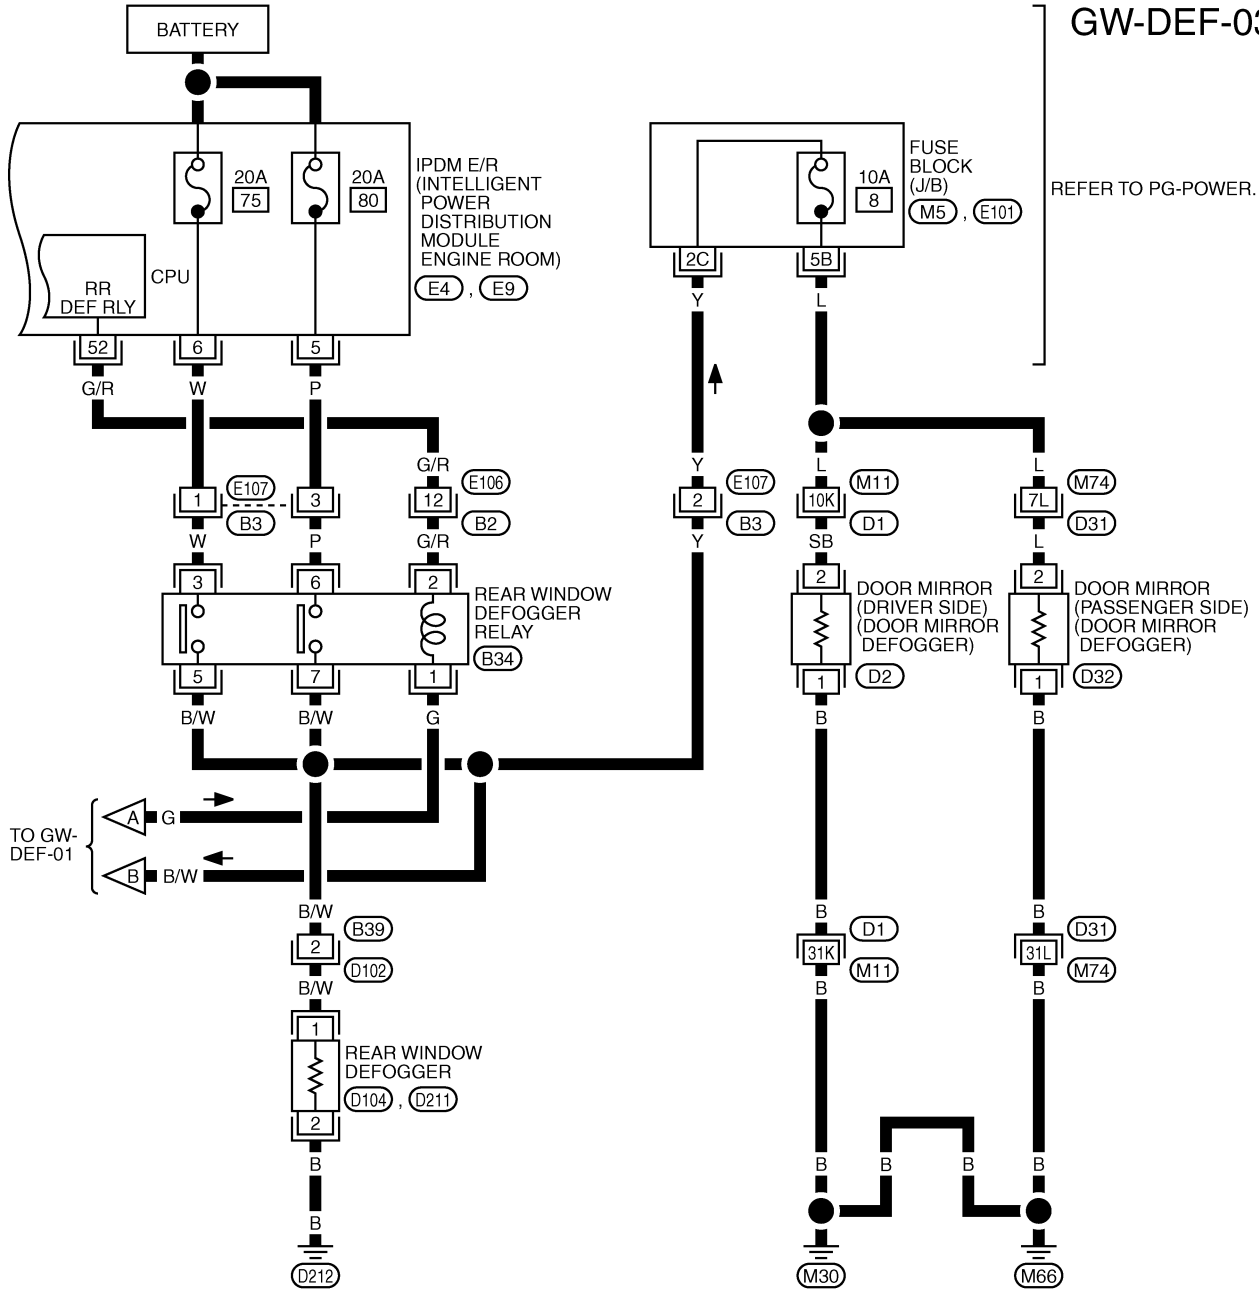 GW-DEF-03
BATTERY
20A
75
20A
80
IPDM E/R
(INTELLIGENT
POWER
DISTRIBUTION
MODULE
ENGINE ROOM)
E4 , E9
CPU
RR
DEF RLY
10A
8
FUSE
BLOCK
(J/B)
M5 , E101
REFER TO PG-POWER.
52 6 5
2C 5B
G/R W P
Y L
G/R Y L L
1 E107 B3
3
12 E106 B2
2 E107 B3
10K M11 D1
7L M74 D31
W P G/R Y SB L
3 6 2
2 2
REAR WINDOW
DEFOGGER
RELAY
B34
DOOR MIRROR
(DRIVER SIDE)
(DOOR MIRROR
DEFOGGER)
D2
DOOR MIRROR
(PASSENGER SIDE)
(DOOR MIRROR
DEFOGGER)
D32
5 7 1
1 1
B/W B/W G
B B
TO GW-
DEF-01
A G
B B/W
B/W B B
2 B39 D102
31K D1 M11
31L D31 M74
B/W B B
1
REAR WINDOW
DEFOGGER
D104 , D211
2
B B B B B
B
D212 M30 M66